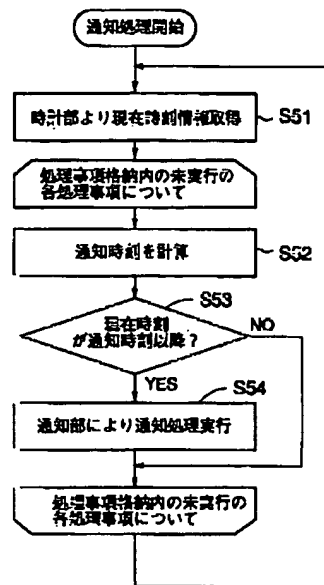 通知処理開始
時計部より現在時刻情報取得
S51
処理事項格納内の未実行の
各処理事項について
通知時刻を計算
S52
S53
現在時刻
が通知時刻以降？
NO
YES
S54
通知部により通知処理実行
処理事項格納内の未実行の
各処理事項について